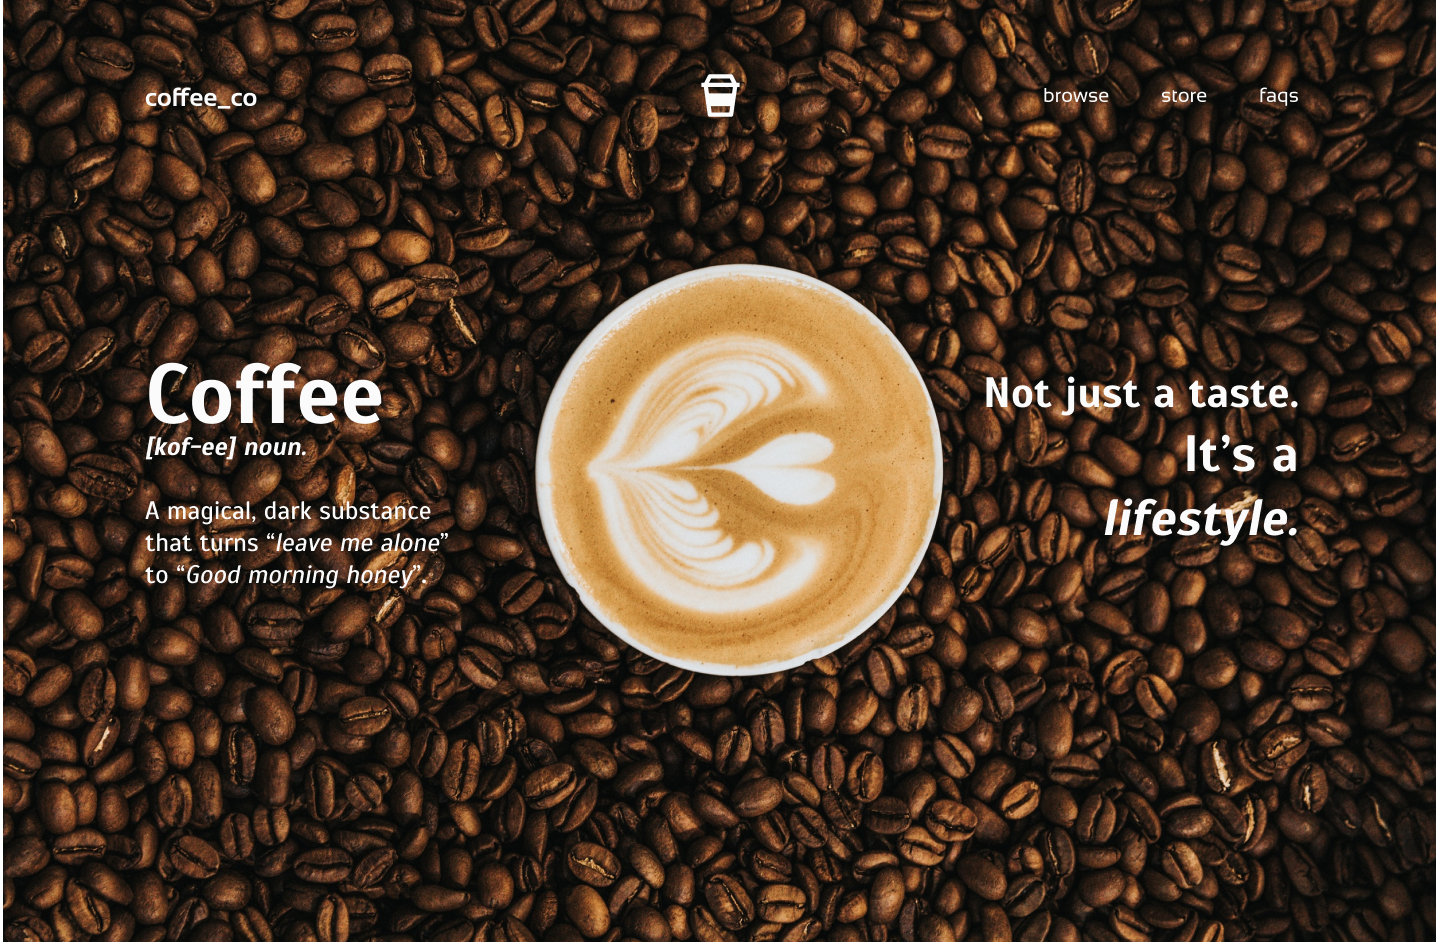 coffee_co
browse store faqs
Coffee
[kof-ee] noun.
A magical, dark substance
that turns “leave me alone”
to “Good morning honey”.
Not just a taste.
It’s a
lifestyle.